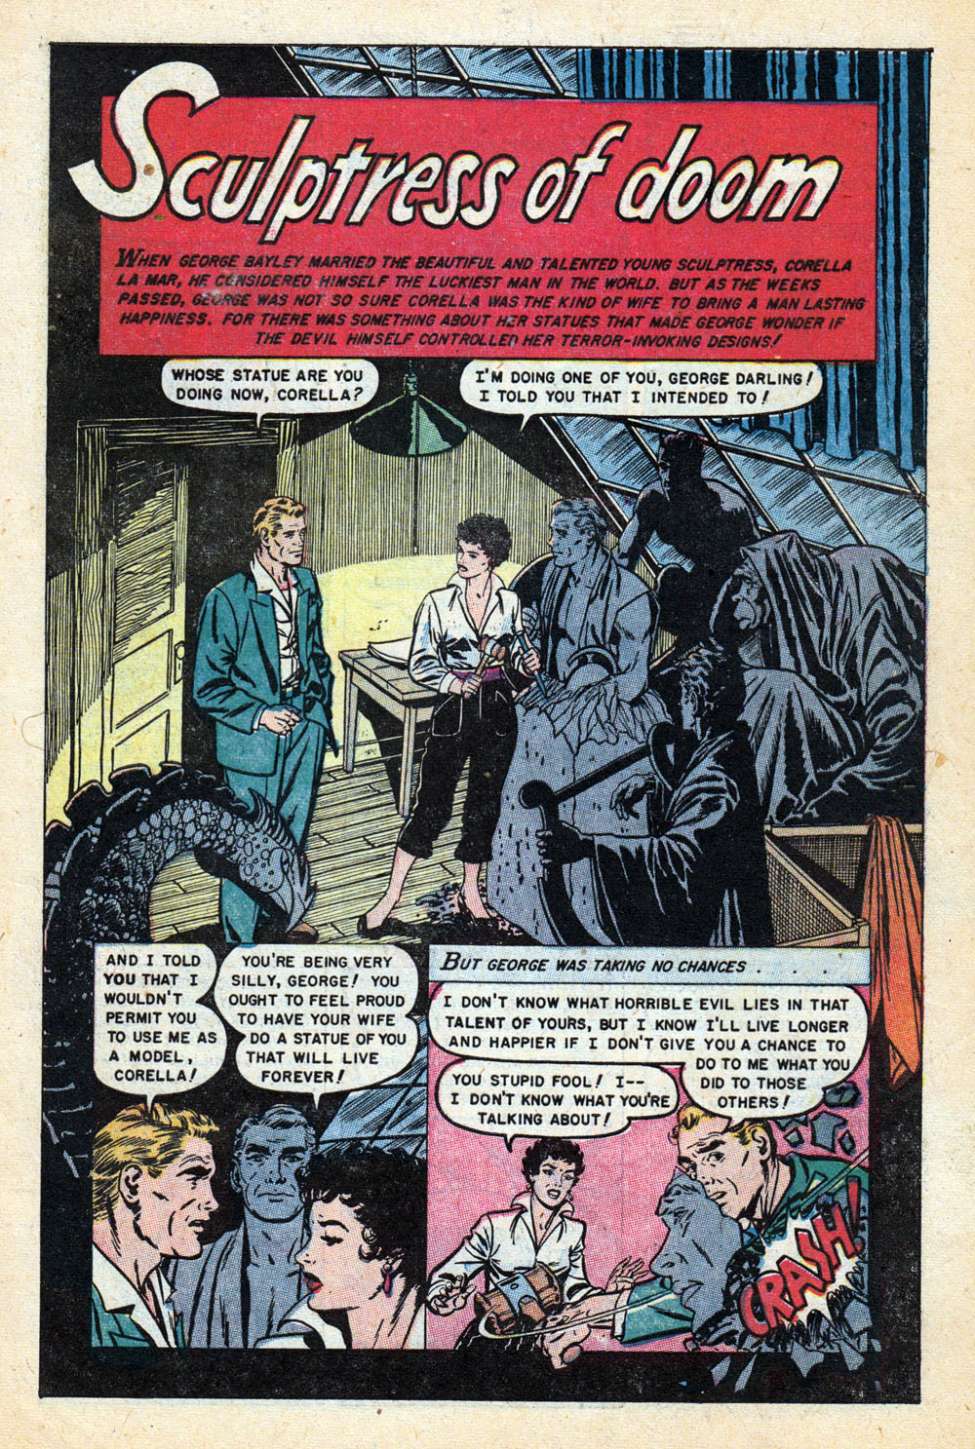 Sculptress of doom
WHEN GEORGE BAYLEY MARRIED THE BEAUTIFUL AND TALENTED YOUNG SCULPTRESS, CORELLA
LA MAR, HE CONSIDERED HIMSELF THE LUCKIEST MAN IN THE WORLD. BUT AS THE WEEKS
PASSED, GEORGE WAS NOT SO SURE CORELLA WAS THE KIND OF WIFE TO BRING A MAN LASTING
HAPPINESS. FOR THERE WAS SOMETHING ABOUT HER STATUES THAT MADE GEORGE WONDER IF
THE DEVIL HIMSELF CONTROLLED HER TERROR-INVOKING DESIGNS!
WHOSE STATUE ARE YOU
DOING NOW, CORELLA?
I'M DOING ONE OF YOU, GEORGE DARLING!
I TOLD YOU THAT I INTENDED TO!
AND I TOLD
YOU THAT I
WOULDN'T
PERMIT YOU
TO USE ME AS
A MODEL,
CORELLA!
YOU'RE BEING VERY
SILLY, GEORGE! YOU
OUGHT TO FEEL PROUD
TO HAVE YOUR WIFE
DO A STATUE OF YOU
THAT WILL LIVE
FOREVER!
BUT GEORGE WAS TAKING NO CHANCES . . . .
I DON'T KNOW WHAT HORRIBLE EVIL LIES IN THAT
TALENT OF YOURS, BUT I KNOW I'LL LIVE LONGER
AND HAPPIER IF I DON'T GIVE YOU A CHANCE TO
DO TO ME WHAT YOU
DID TO THOSE
OTHERS!
YOU STUPID FOOL! I--
I DON'T KNOW WHAT YOU'RE
TALKING ABOUT!
CRASH!